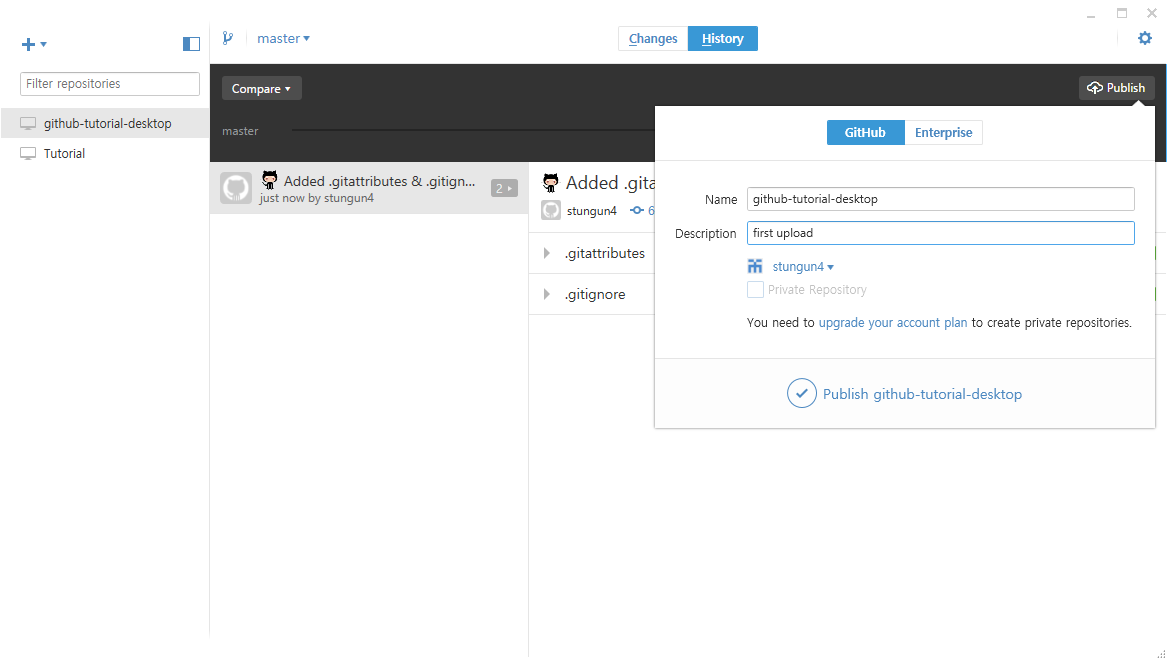 master
Changes
History
Filter repositories
github-tutorial-desktop
Tutorial
Compare
Publish
master
Added .gitattributes & .gitign...
just now by stungun4
2
Added .gita
stungun4
6
.gitattributes
.gitignore
GitHub
Enterprise
Name
github-tutorial-desktop
Description
first upload
stungun4
Private Repository
You need to upgrade your account plan to create private repositories.
Publish github-tutorial-desktop